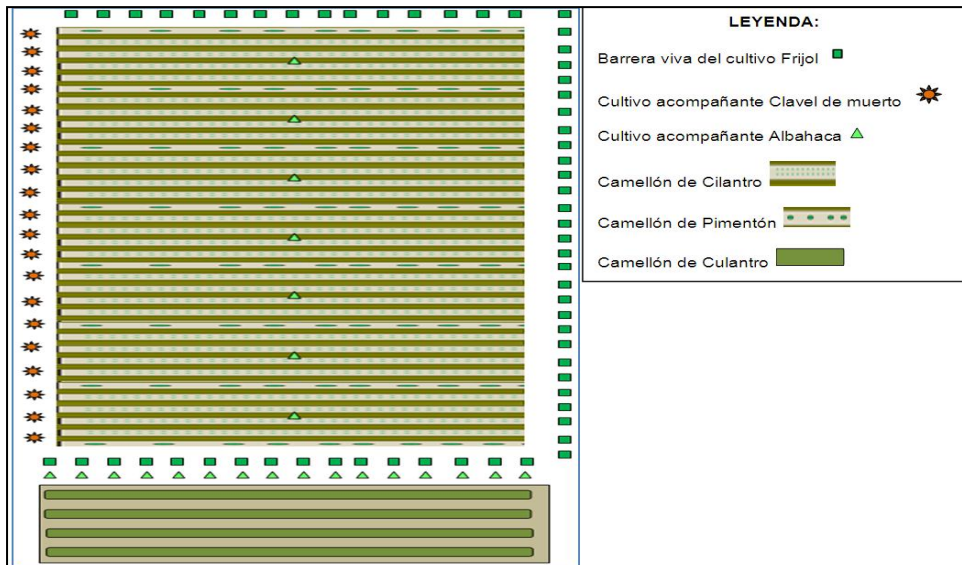 LEYENDA:
Barrera viva del cultivo Frijol
Cultivo acompañante Clavel de muerto
Cultivo acompañante Albahaca
Camellón de Cilantro
Camellón de Pimentón
Camellón de Culantro